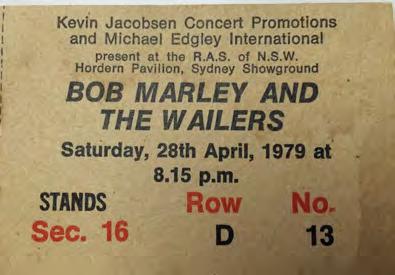 Kevin Jacobsen Concert Promotions
and Michael Edgley International
present at the R.A.S. of N.S.W.
Hordern Pavilion, Sydney Showground
BOB MARLEY AND
THE WAILERS
Saturday, 28th April, 1979 at
8.15 p.m.
STANDS Row No.
Sec. 16 D 13